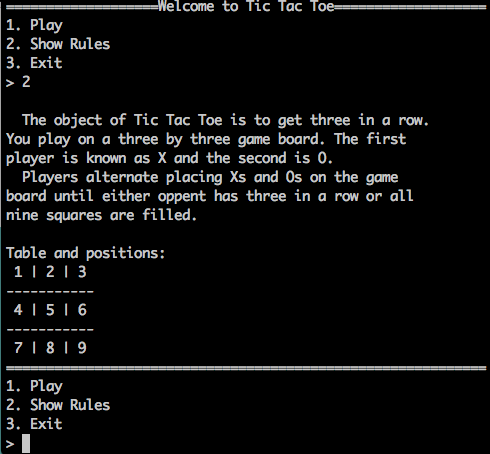 ════════════════════Welcome to Tic Tac Toe════════════════════
1. Play
2. Show Rules
3. Exit
> 2
The object of Tic Tac Toe is to get three in a row.
You play on a three by three game board. The first
player is known as X and the second is O.
Players alternate placing Xs and Os on the game
board until either oppent has three in a row or all
nine squares are filled.
Table and positions:
1 | 2 | 3
-----------
4 | 5 | 6
-----------
7 | 8 | 9
════════════════════════════════════════════════════════════
1. Play
2. Show Rules
3. Exit
>